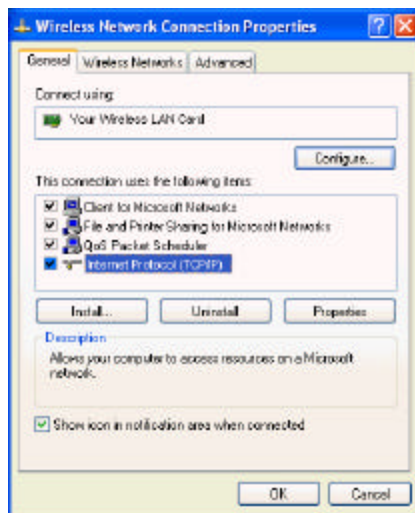 Wireless Network Connection Properties
General Wireless Networks Advanced
Connect using:
Your Wireless LAN Card
Configure...
This connection uses the following items:
Client for Microsoft Networks
File and Printer Sharing for Microsoft Networks
QoS Packet Scheduler
Internet Protocol (TCP/IP)
Install... Uninstall Properties
Description
Allows your computer to access resources on a Microsoft
network.
Show icon in notification area when connected
OK Cancel